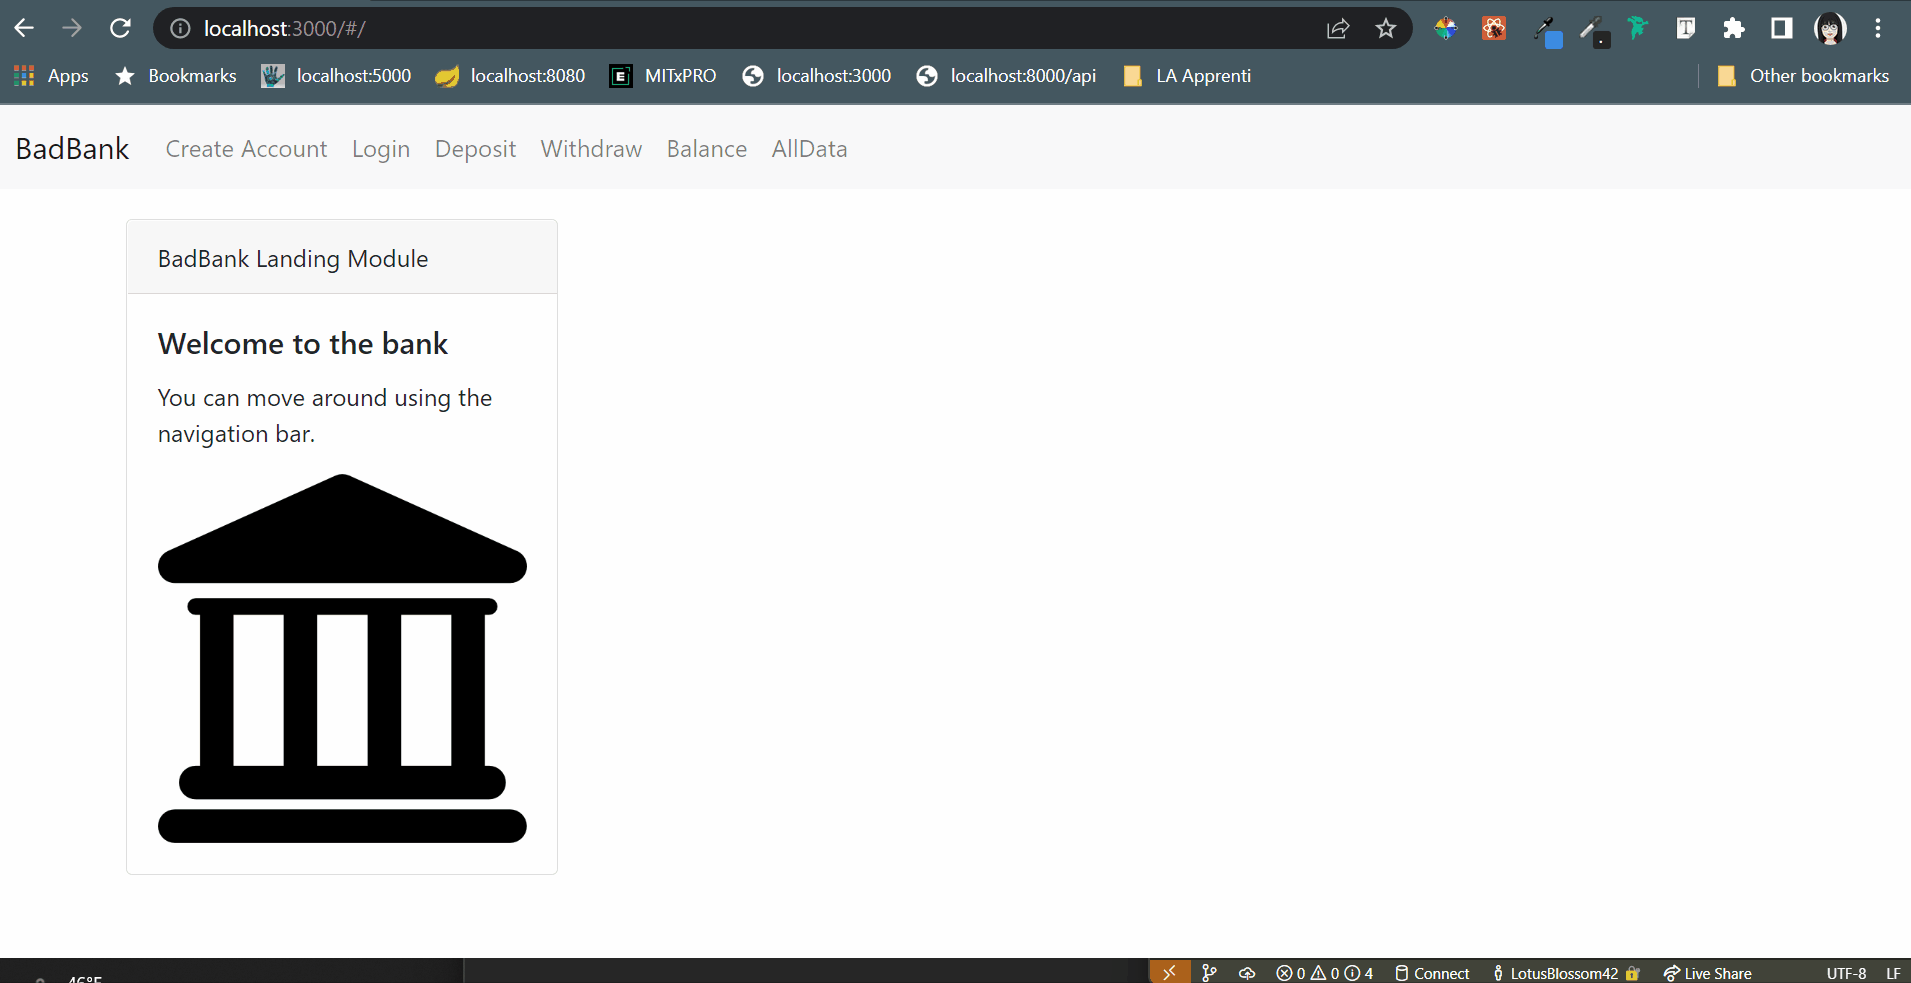 localhost:3000/#/
Apps Bookmarks localhost:5000 localhost:8080 E MITxPRO localhost:3000 localhost:8000/api LA Apprenti Other bookmarks
BadBank Create Account Login Deposit Withdraw Balance AllData
BadBank Landing Module
Welcome to the bank
You can move around using the
navigation bar.
46°F
0 0 4 Connect LotusBlossom42 Live Share UTF-8 LF